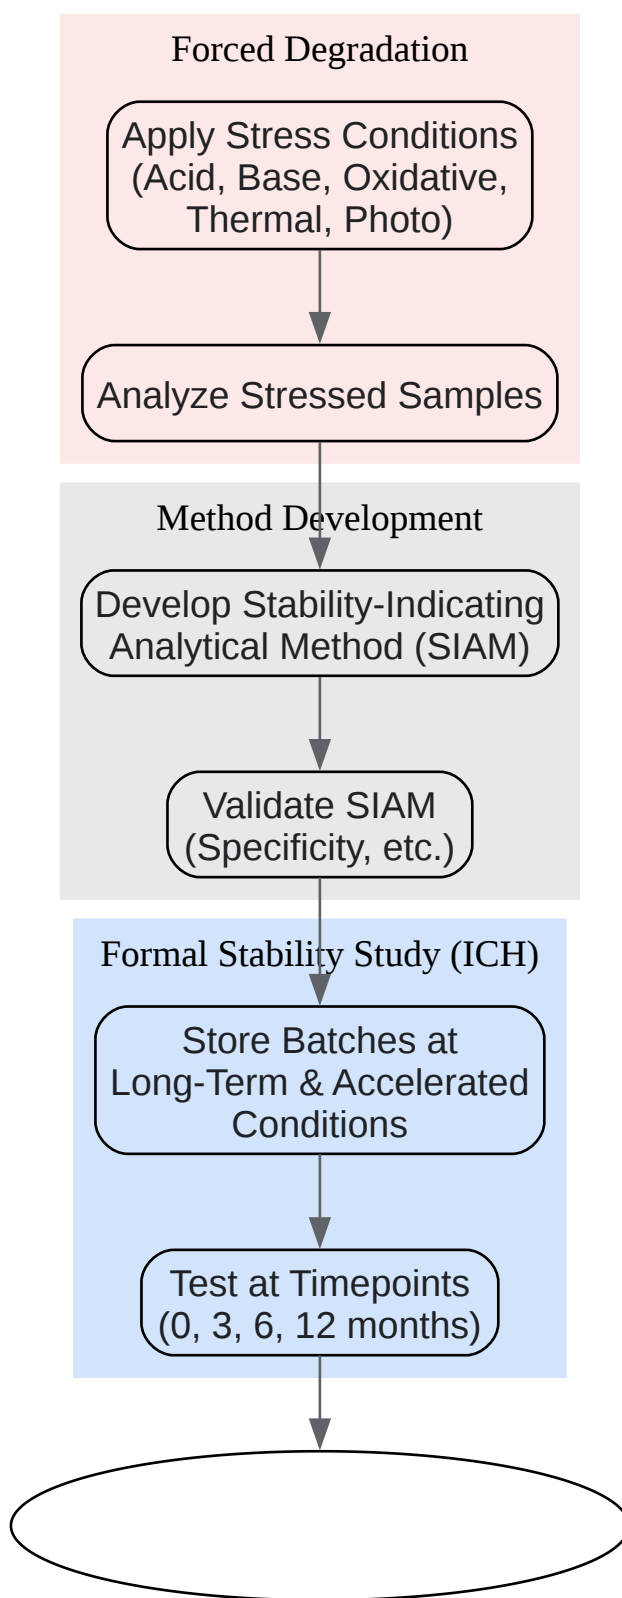 Forced Degradation
Apply Stress Conditions
(Acid, Base, Oxidative,
Thermal, Photo)
Analyze Stressed Samples
Method Development
Develop Stability-Indicating
Analytical Method (SIAM)
Validate SIAM
(Specificity, etc.)
Formal Stability Study (ICH)
Store Batches at
Long-Term & Accelerated
Conditions
Test at Timepoints
(0, 3, 6, 12 months)